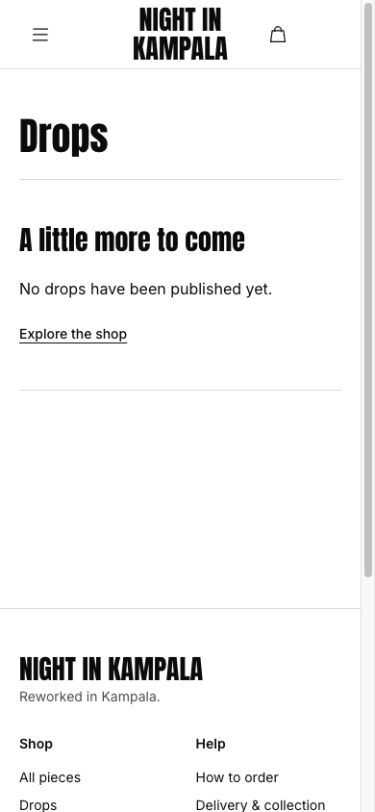 NIGHT IN
KAMPALA
Drops
A little more to come
No drops have been published yet.
Explore the shop
NIGHT IN KAMPALA
Reworked in Kampala.
Shop
Help
All pieces
How to order
Drops
Delivery & collection